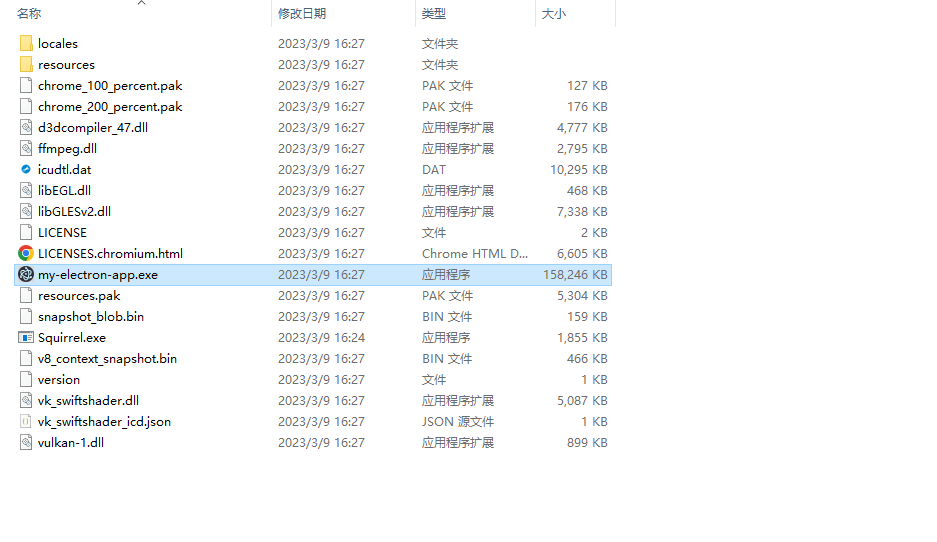 名称 修改日期 类型 大小
locales 2023/3/9 16:27 文件夹
resources 2023/3/9 16:27 文件夹
chrome_100_percent.pak 2023/3/9 16:27 PAK 文件 127 KB
chrome_200_percent.pak 2023/3/9 16:27 PAK 文件 176 KB
d3dcompiler_47.dll 2023/3/9 16:27 应用程序扩展 4,777 KB
ffmpeg.dll 2023/3/9 16:27 应用程序扩展 2,795 KB
icudtl.dat 2023/3/9 16:27 DAT 10,295 KB
libEGL.dll 2023/3/9 16:27 应用程序扩展 468 KB
libGLESv2.dll 2023/3/9 16:27 应用程序扩展 7,338 KB
LICENSE 2023/3/9 16:27 文件 2 KB
LICENSES.chromium.html 2023/3/9 16:27 Chrome HTML D... 6,605 KB
my-electron-app.exe 2023/3/9 16:27 应用程序 158,246 KB
resources.pak 2023/3/9 16:27 PAK 文件 5,304 KB
snapshot_blob.bin 2023/3/9 16:27 BIN 文件 159 KB
Squirrel.exe 2023/3/9 16:24 应用程序 1,855 KB
v8_context_snapshot.bin 2023/3/9 16:27 BIN 文件 466 KB
version 2023/3/9 16:27 文件 1 KB
vk_swiftshader.dll 2023/3/9 16:27 应用程序扩展 5,087 KB
vk_swiftshader_icd.json 2023/3/9 16:27 JSON 源文件 1 KB
vulkan-1.dll 2023/3/9 16:27 应用程序扩展 899 KB